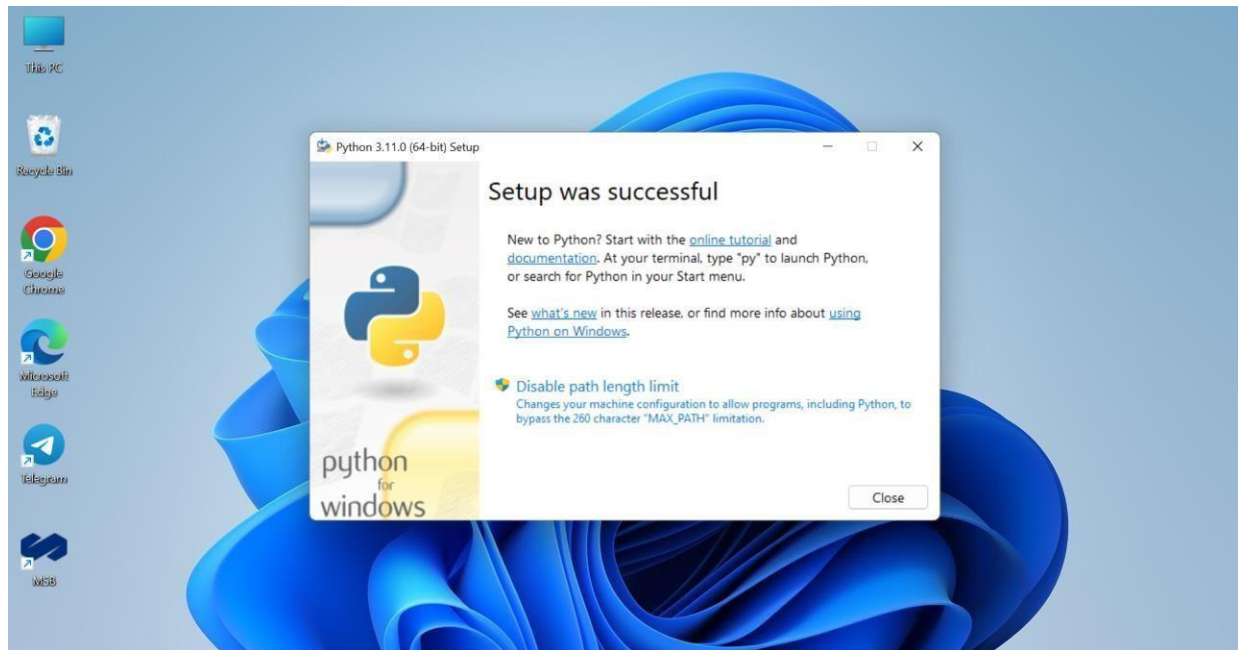 This PC
Recycle Bin
Google
Chrome
Microsoft
Edge
Telegram
MSB
Python 3.11.0 (64-bit) Setup
Setup was successful
New to Python? Start with the online tutorial and
documentation. At your terminal, type "py" to launch Python,
or search for Python in your Start menu.
See what's new in this release, or find more info about using
Python on Windows.
Disable path length limit
Changes your machine configuration to allow programs, including Python, to
bypass the 260 character "MAX_PATH" limitation.
python
for
windows
Close